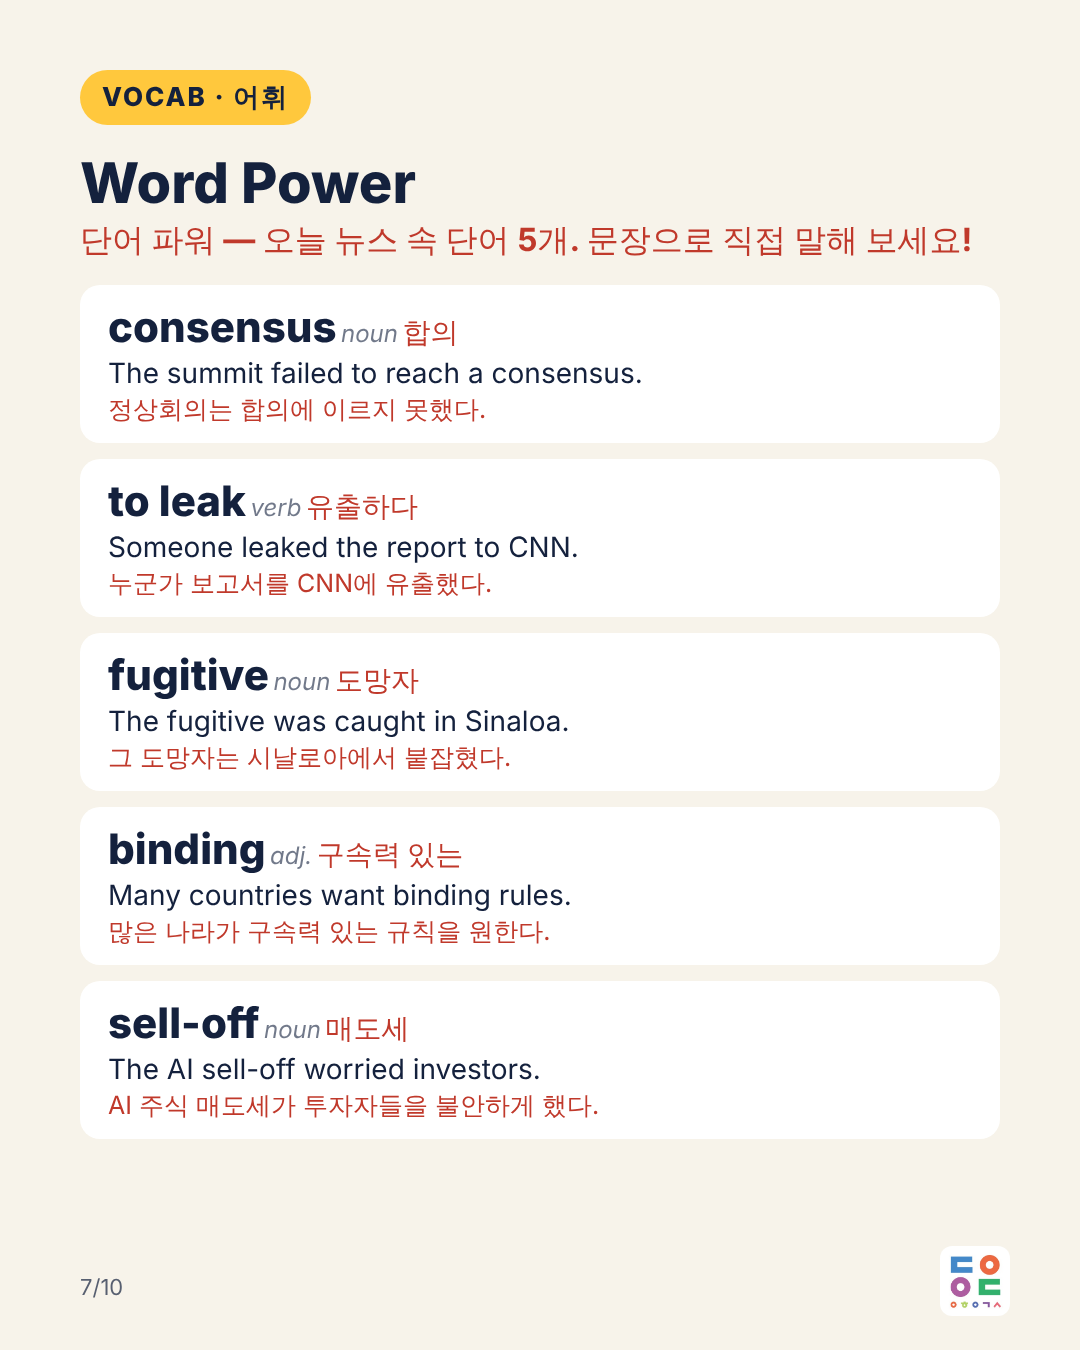 VOCAB · 어휘
Word Power
단어 파워 — 오늘 뉴스 속 단어 5개. 문장으로 직접 말해 보세요!
consensus noun 합의
The summit failed to reach a consensus.
정상회의는 합의에 이르지 못했다.
to leak verb 유출하다
Someone leaked the report to CNN.
누군가 보고서를 CNN에 유출했다.
fugitive noun 도망자
The fugitive was caught in Sinaloa.
그 도망자는 시날로아에서 붙잡혔다.
binding adj. 구속력 있는
Many countries want binding rules.
많은 나라가 구속력 있는 규칙을 원한다.
sell-off noun 매도세
The AI sell-off worried investors.
AI 주식 매도세가 투자자들을 불안하게 했다.
7/10